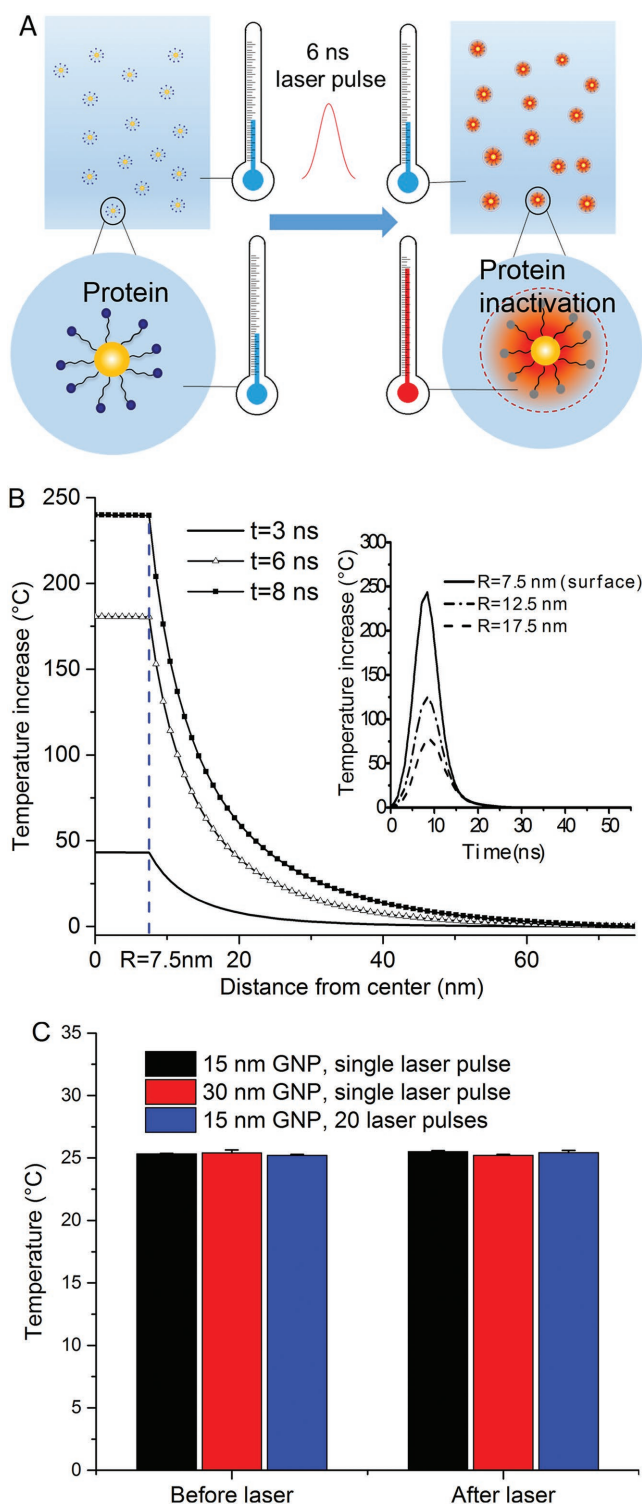 A
6 ns
laser pulse
Protein
Protein
inactivation
B
250
200
150
100
50
0
Temperature increase (°C)
t=3 ns
t=6 ns
t=8 ns
0
R=7.5nm
20
40
60
Distance from center (nm)
300
250
200
150
100
50
0
Temperature increase (°C)
R=7.5 nm (surface)
R=12.5 nm
R=17.5 nm
0
10
20
30
40
50
Time(ns)
C
35
30
25
20
15
10
5
0
Temperature (°C)
15 nm GNP, single laser pulse
30 nm GNP, single laser pulse
15 nm GNP, 20 laser pulses
Before laser
After laser